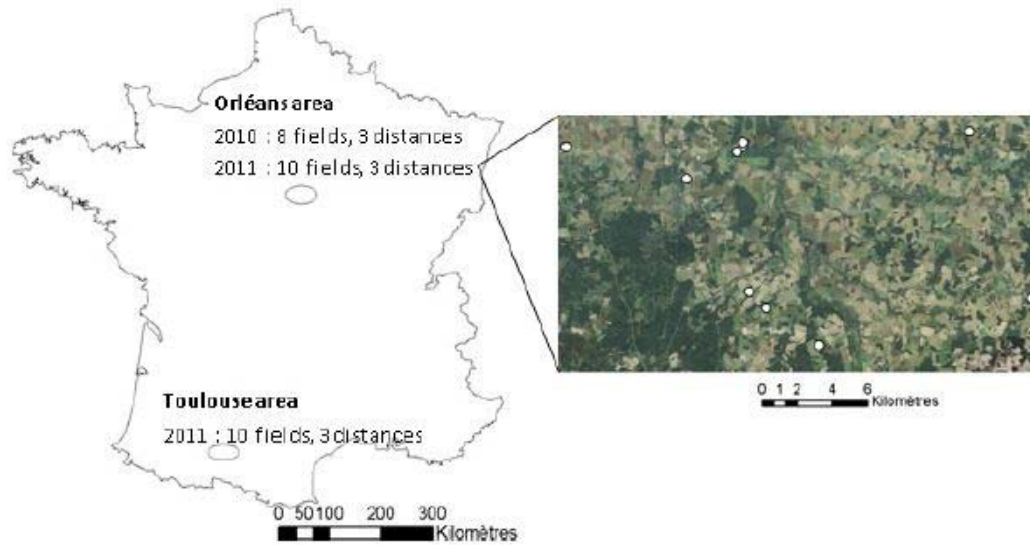 Orléans area
2010 : 8 fields, 3 distances
2011 : 10 fields, 3 distances
Toulouse area
2011 : 10 fields, 3 distances
0 50 100 200 300
Kilomètres
0 1 2 4 6
Kilomètres